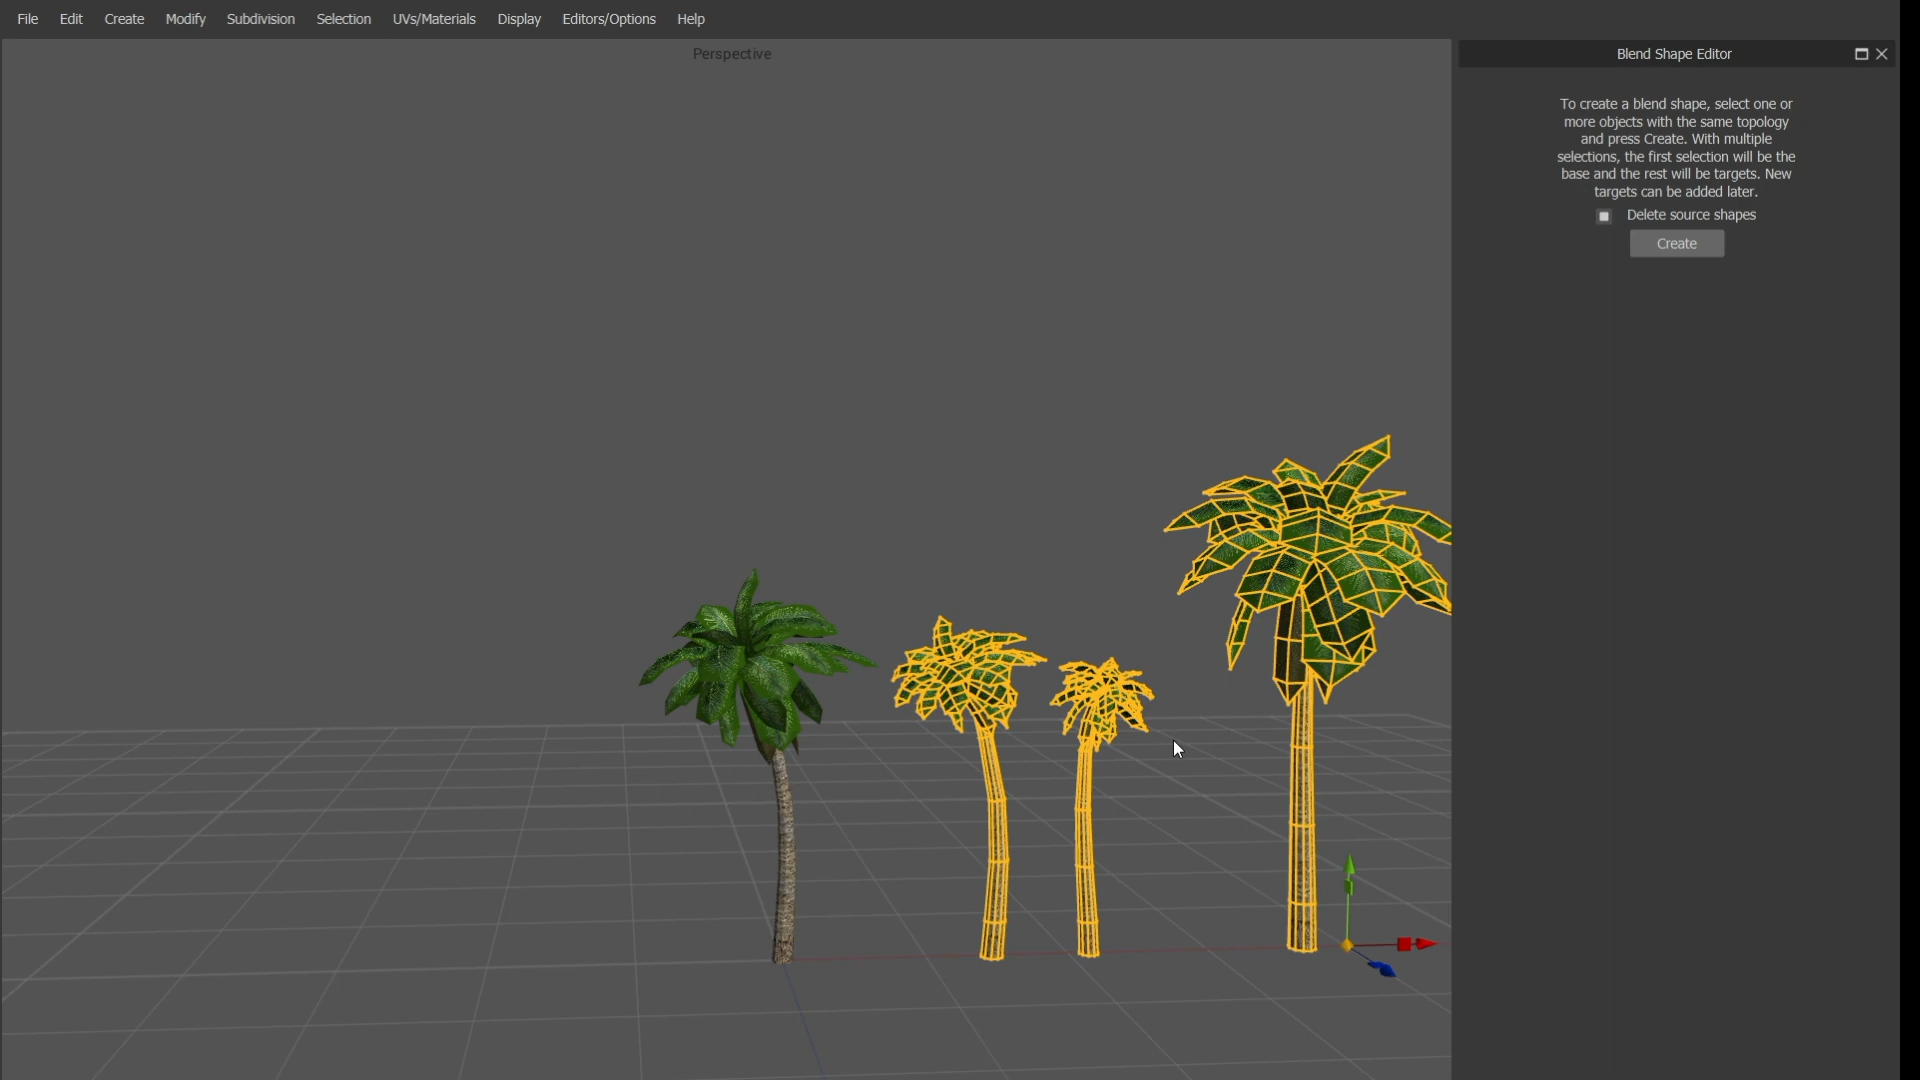 File Edit Create Modify Subdivision Selection UVs/Materials Display Editors/Options Help
Perspective
Blend Shape Editor
To create a blend shape, select one or
more objects with the same topology
and press Create. With multiple
selections, the first selection will be the
base and the rest will be targets. New
targets can be added later.
Delete source shapes
Create